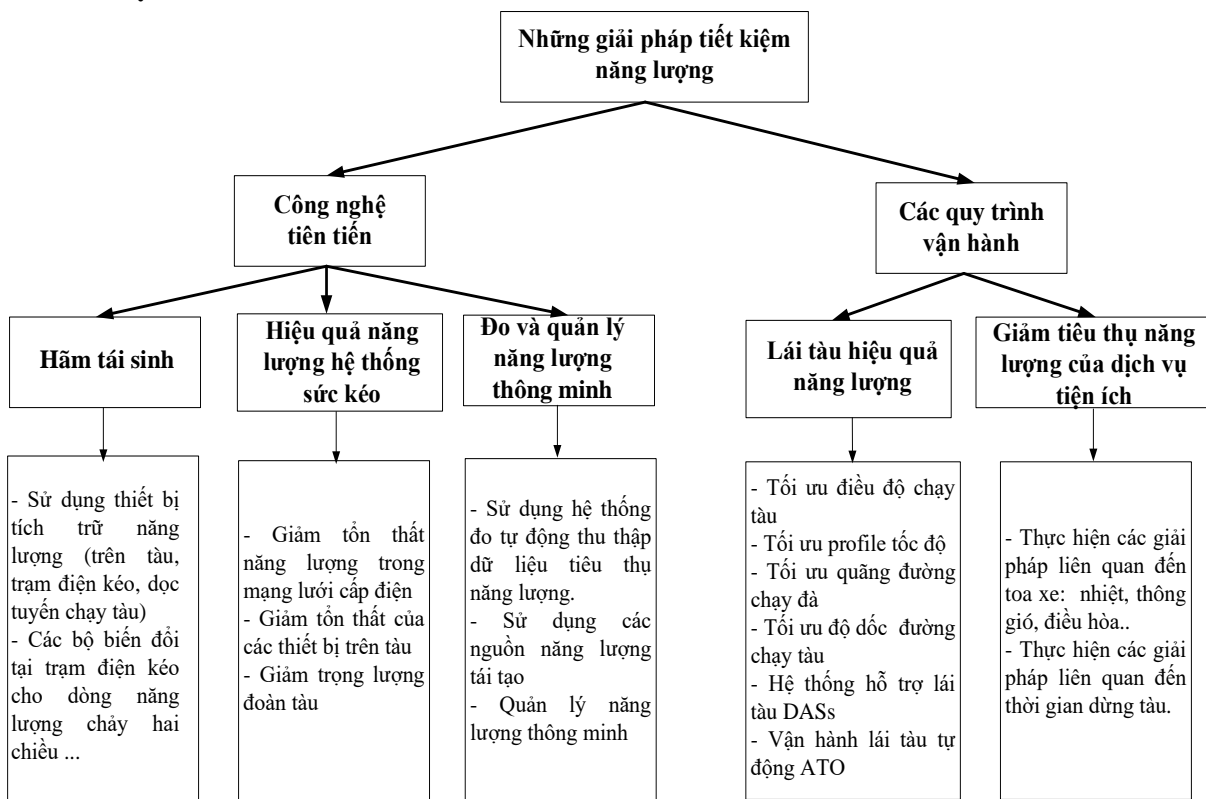 Những giải pháp tiết kiệm
năng lượng
Công nghệ
tiên tiến
Các quy trình
vận hành
Hãm tái sinh
Hiệu quả năng
lượng hệ thống
sức kéo
Đo và quản lý
năng lượng
thông minh
Lái tàu hiệu quả
năng lượng
Giảm tiêu thụ năng
lượng của dịch vụ
tiện ích
- Sử dụng thiết bị
tích trữ năng
lượng (trên tàu,
trạm điện kéo, dọc
tuyến chạy tàu)
- Các bộ biến đổi
tại trạm điện kéo
cho dòng năng
lượng chảy hai
chiều ...
- Giảm tổn thất
năng lượng trong
mạng lưới cấp điện
- Giảm tổn thất của
các thiết bị trên tàu
- Giảm trọng lượng
đoàn tàu
- Sử dụng hệ thống
đo tự động thu thập
dữ liệu tiêu thụ
năng lượng.
- Sử dụng các
nguồn năng lượng
tái tạo
- Quản lý năng
lượng thông minh
- Tối ưu điều độ chạy
tàu
- Tối ưu profile tốc độ
- Tối ưu quãng đường
chạy đà
- Tối ưu độ dốc đường
chạy tàu
- Hệ thống hỗ trợ lái
tàu DASs
- Vận hành lái tàu tự
động ATO
- Thực hiện các giải
pháp liên quan đến
toa xe: nhiệt, thông
gió, điều hòa..
- Thực hiện các giải
pháp liên quan đến
thời gian dừng tàu.